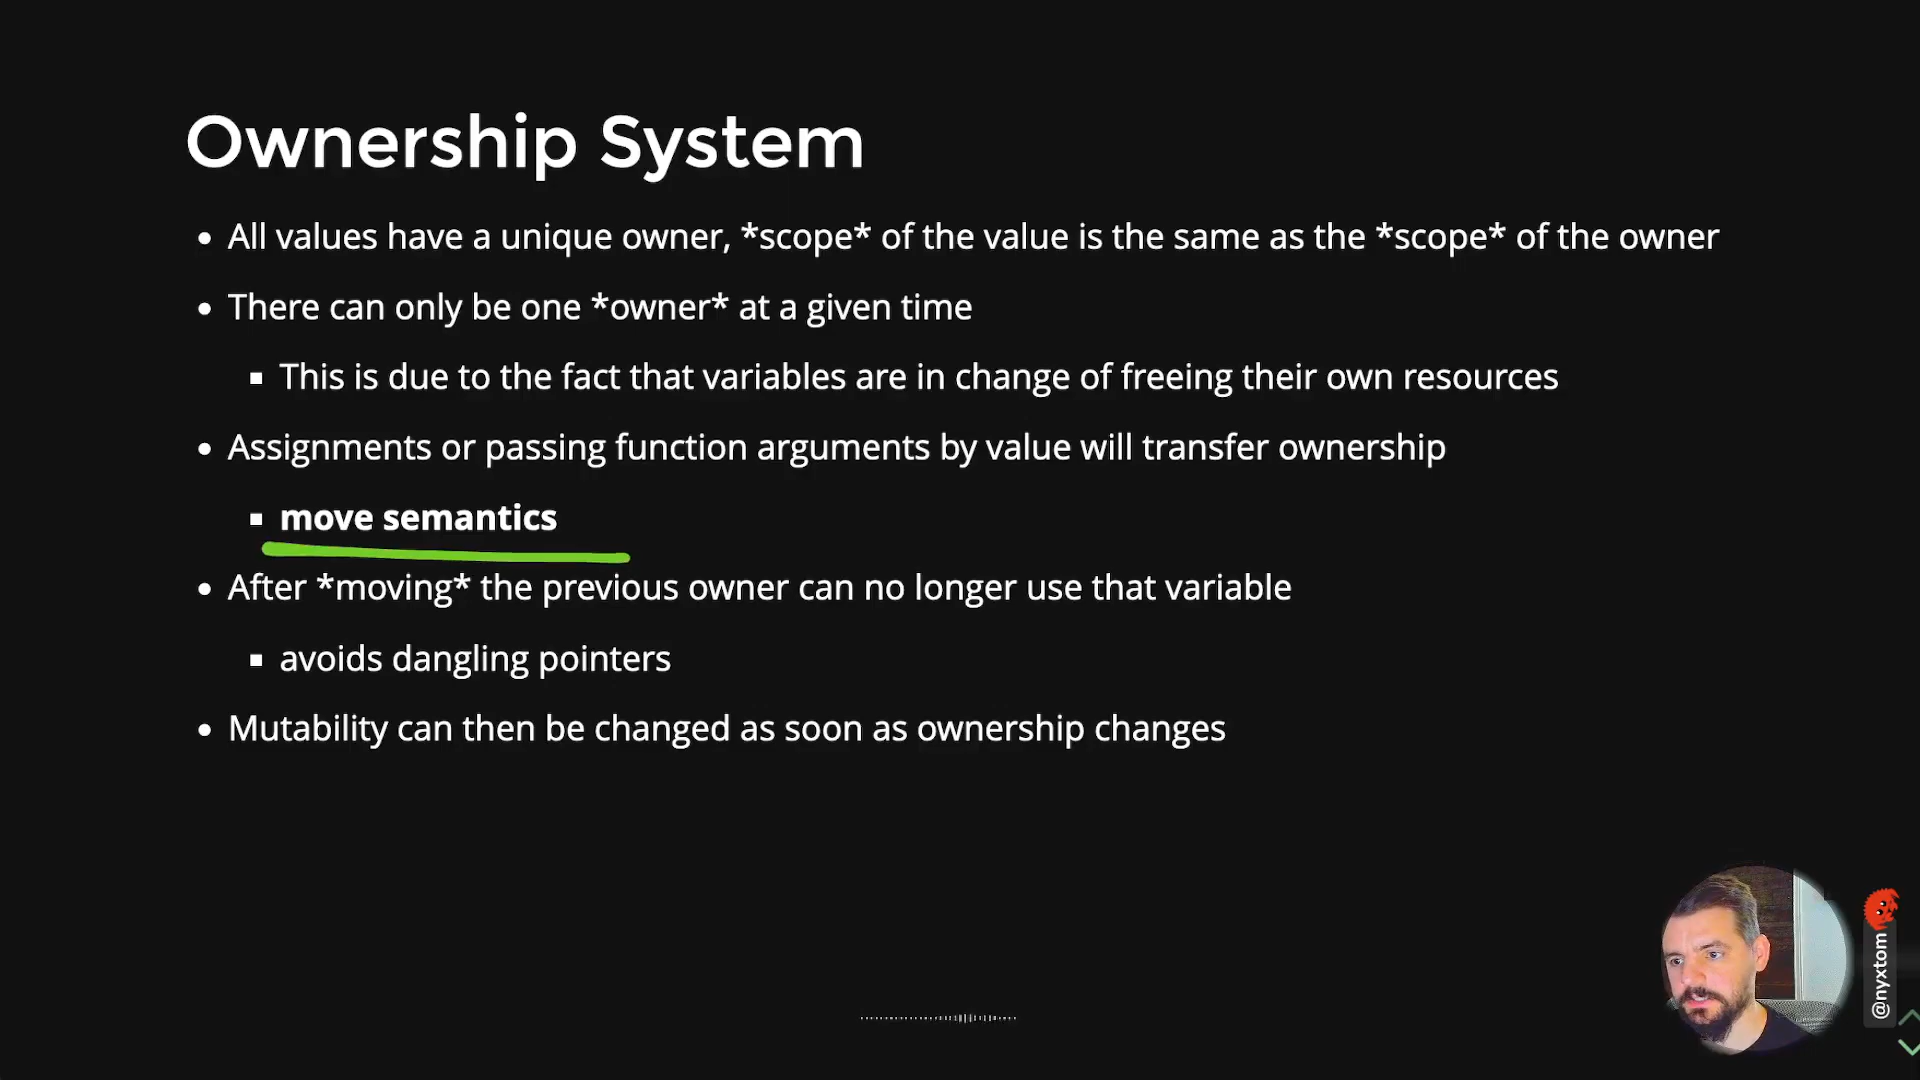 Ownership System
• All values have a unique owner, *scope* of the value is the same as the *scope* of the owner
• There can only be one *owner* at a given time
▪ This is due to the fact that variables are in change of freeing their own resources
• Assignments or passing function arguments by value will transfer ownership
▪ move semantics
• After *moving* the previous owner can no longer use that variable
▪ avoids dangling pointers
• Mutability can then be changed as soon as ownership changes
@nyxtom